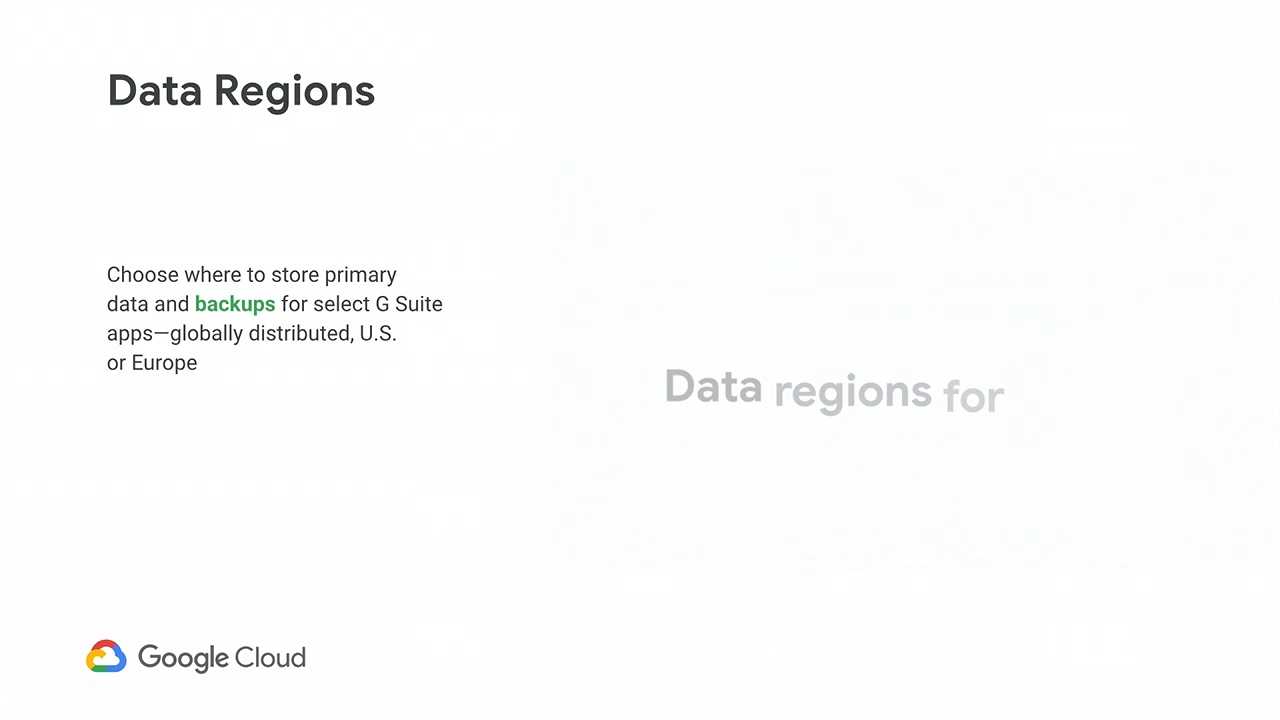 Data Regions
Choose where to store primary
data and backups for select G Suite
apps—globally distributed, U.S.
or Europe
Data regions for
Google Cloud